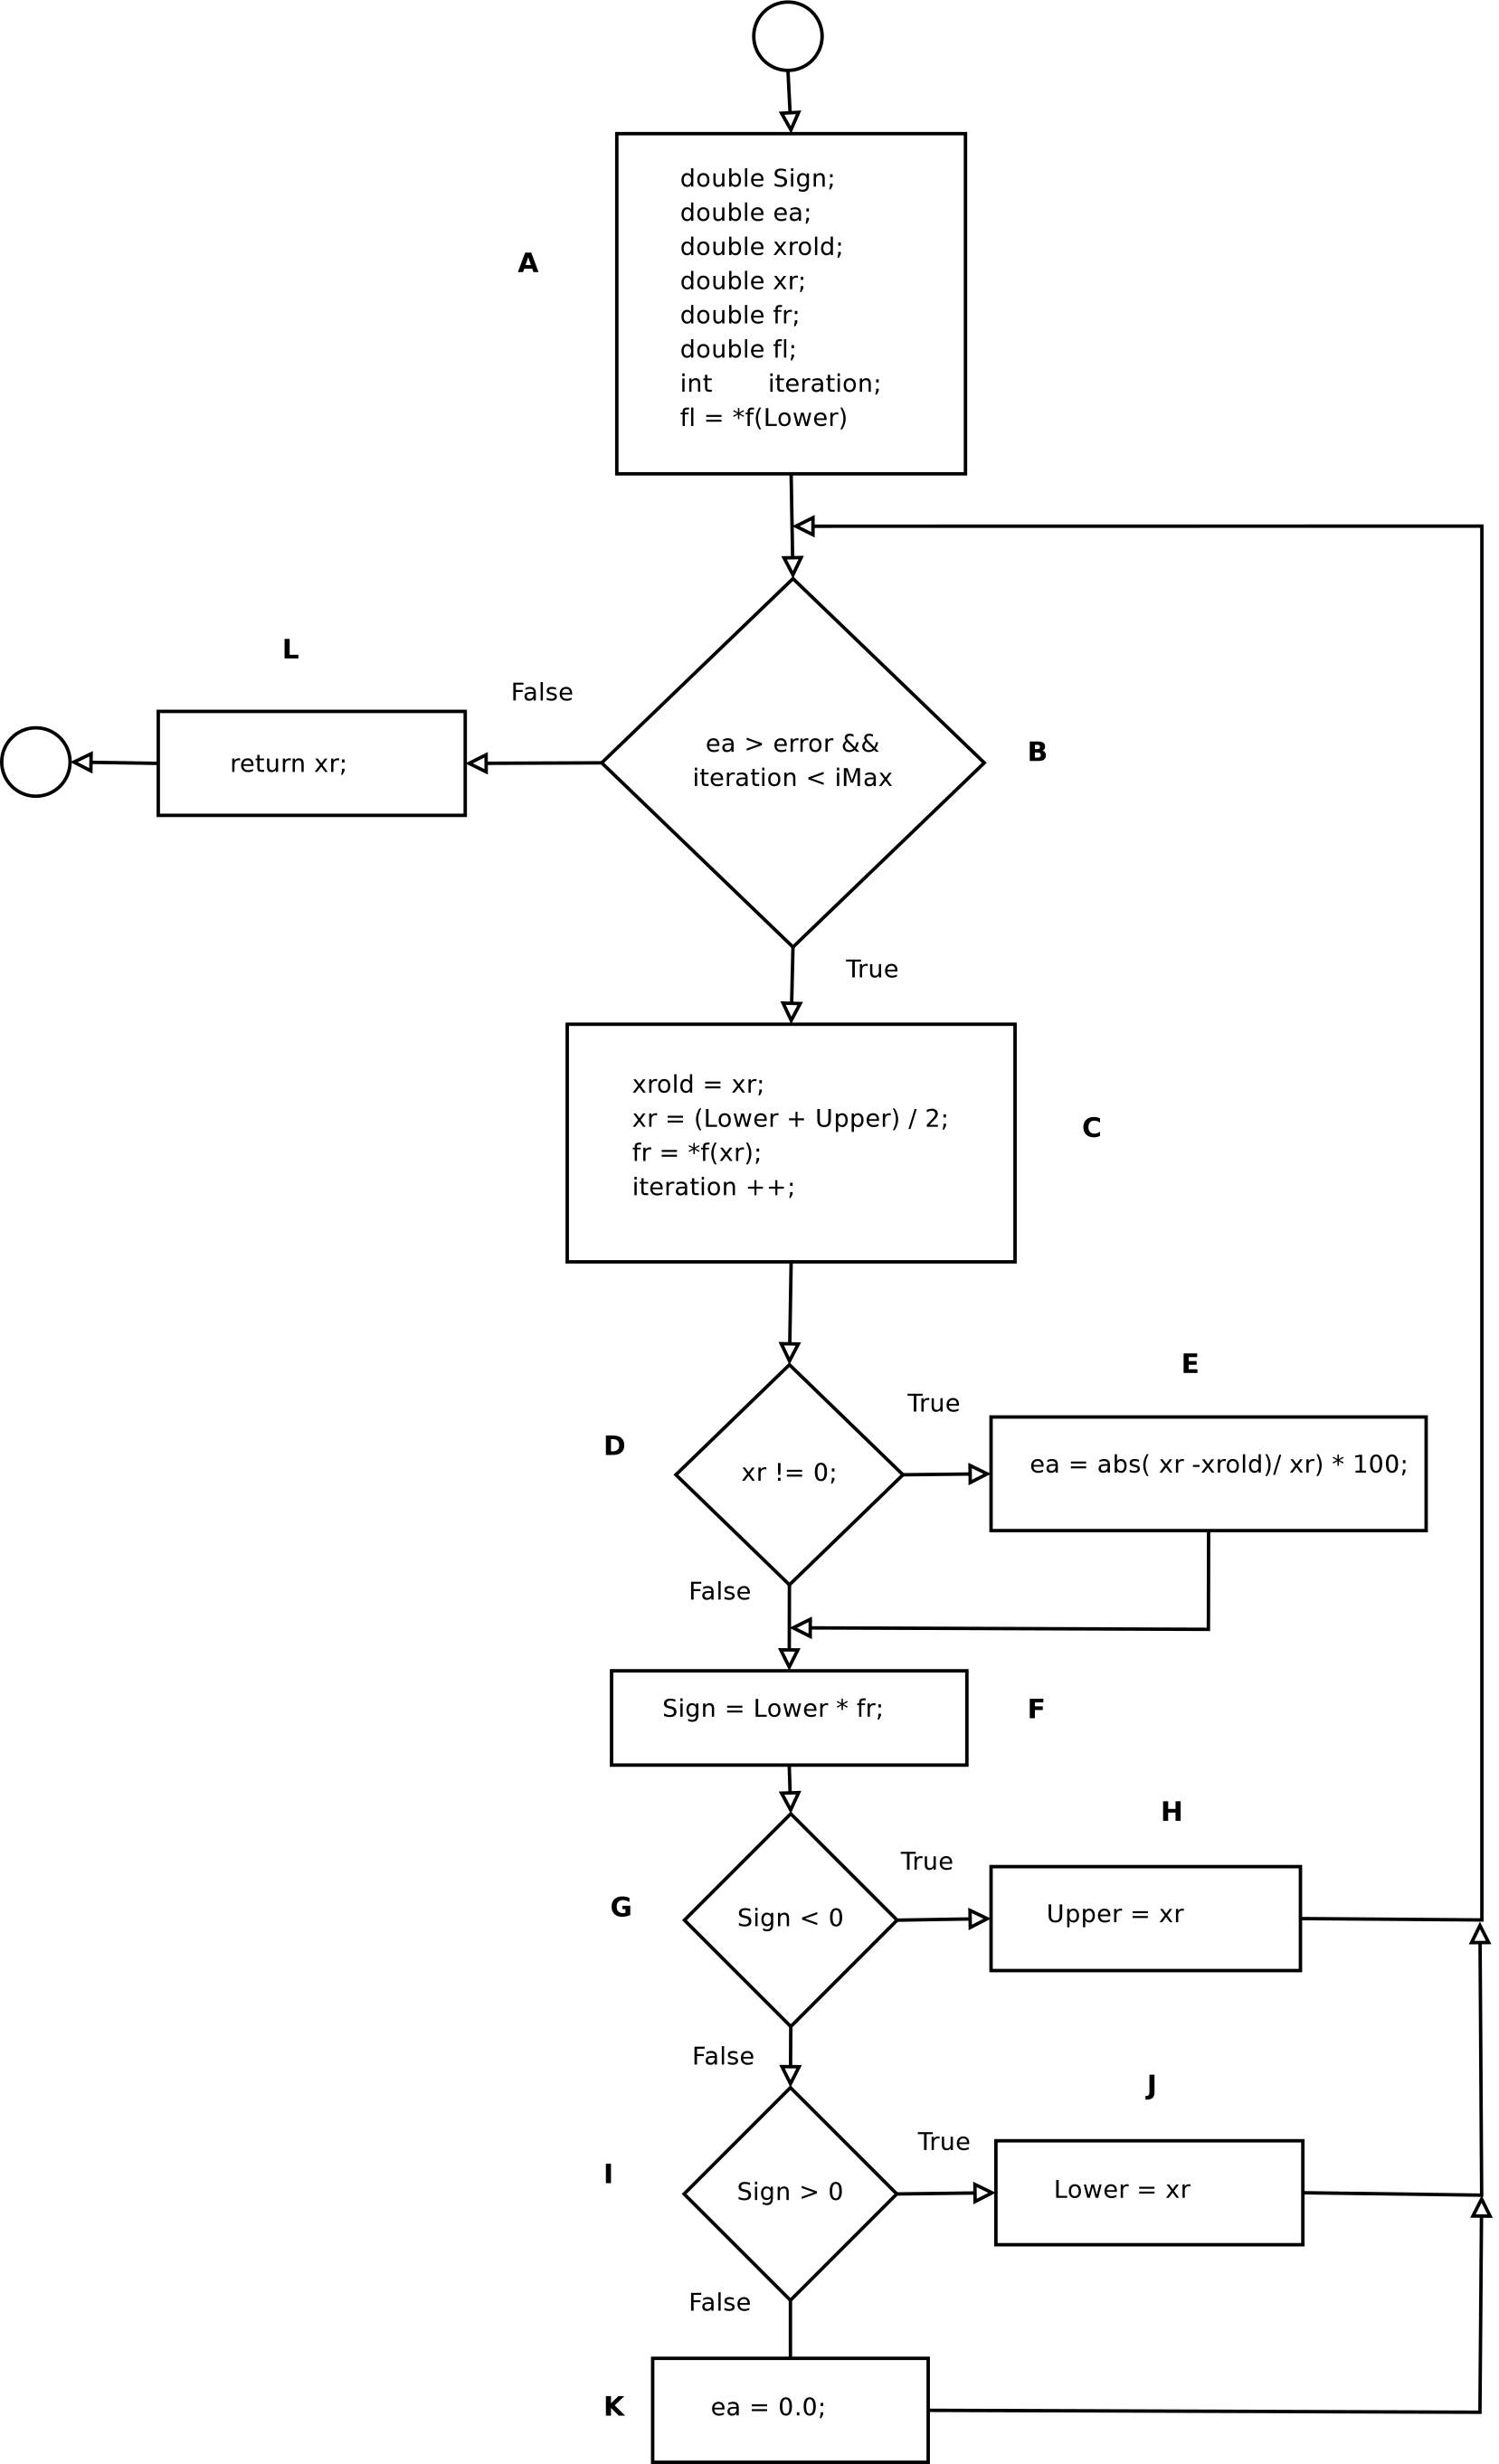 double Sign;
double ea;
double xrold;
double xr;
double fr;
double fl;
int iteration;
fl = *f(Lower)
A
L
False
return xr;
ea > error &&
iteration < iMax
B
True
xrold = xr;
xr = (Lower + Upper) / 2;
fr = *f(xr);
iteration ++;
C
E
True
D
xr != 0;
ea = abs( xr -xrold)/ xr) * 100;
False
Sign = Lower * fr;
F
H
True
G
Sign < 0
Upper = xr
False
J
True
I
Sign > 0
Lower = xr
False
K
ea = 0.0;